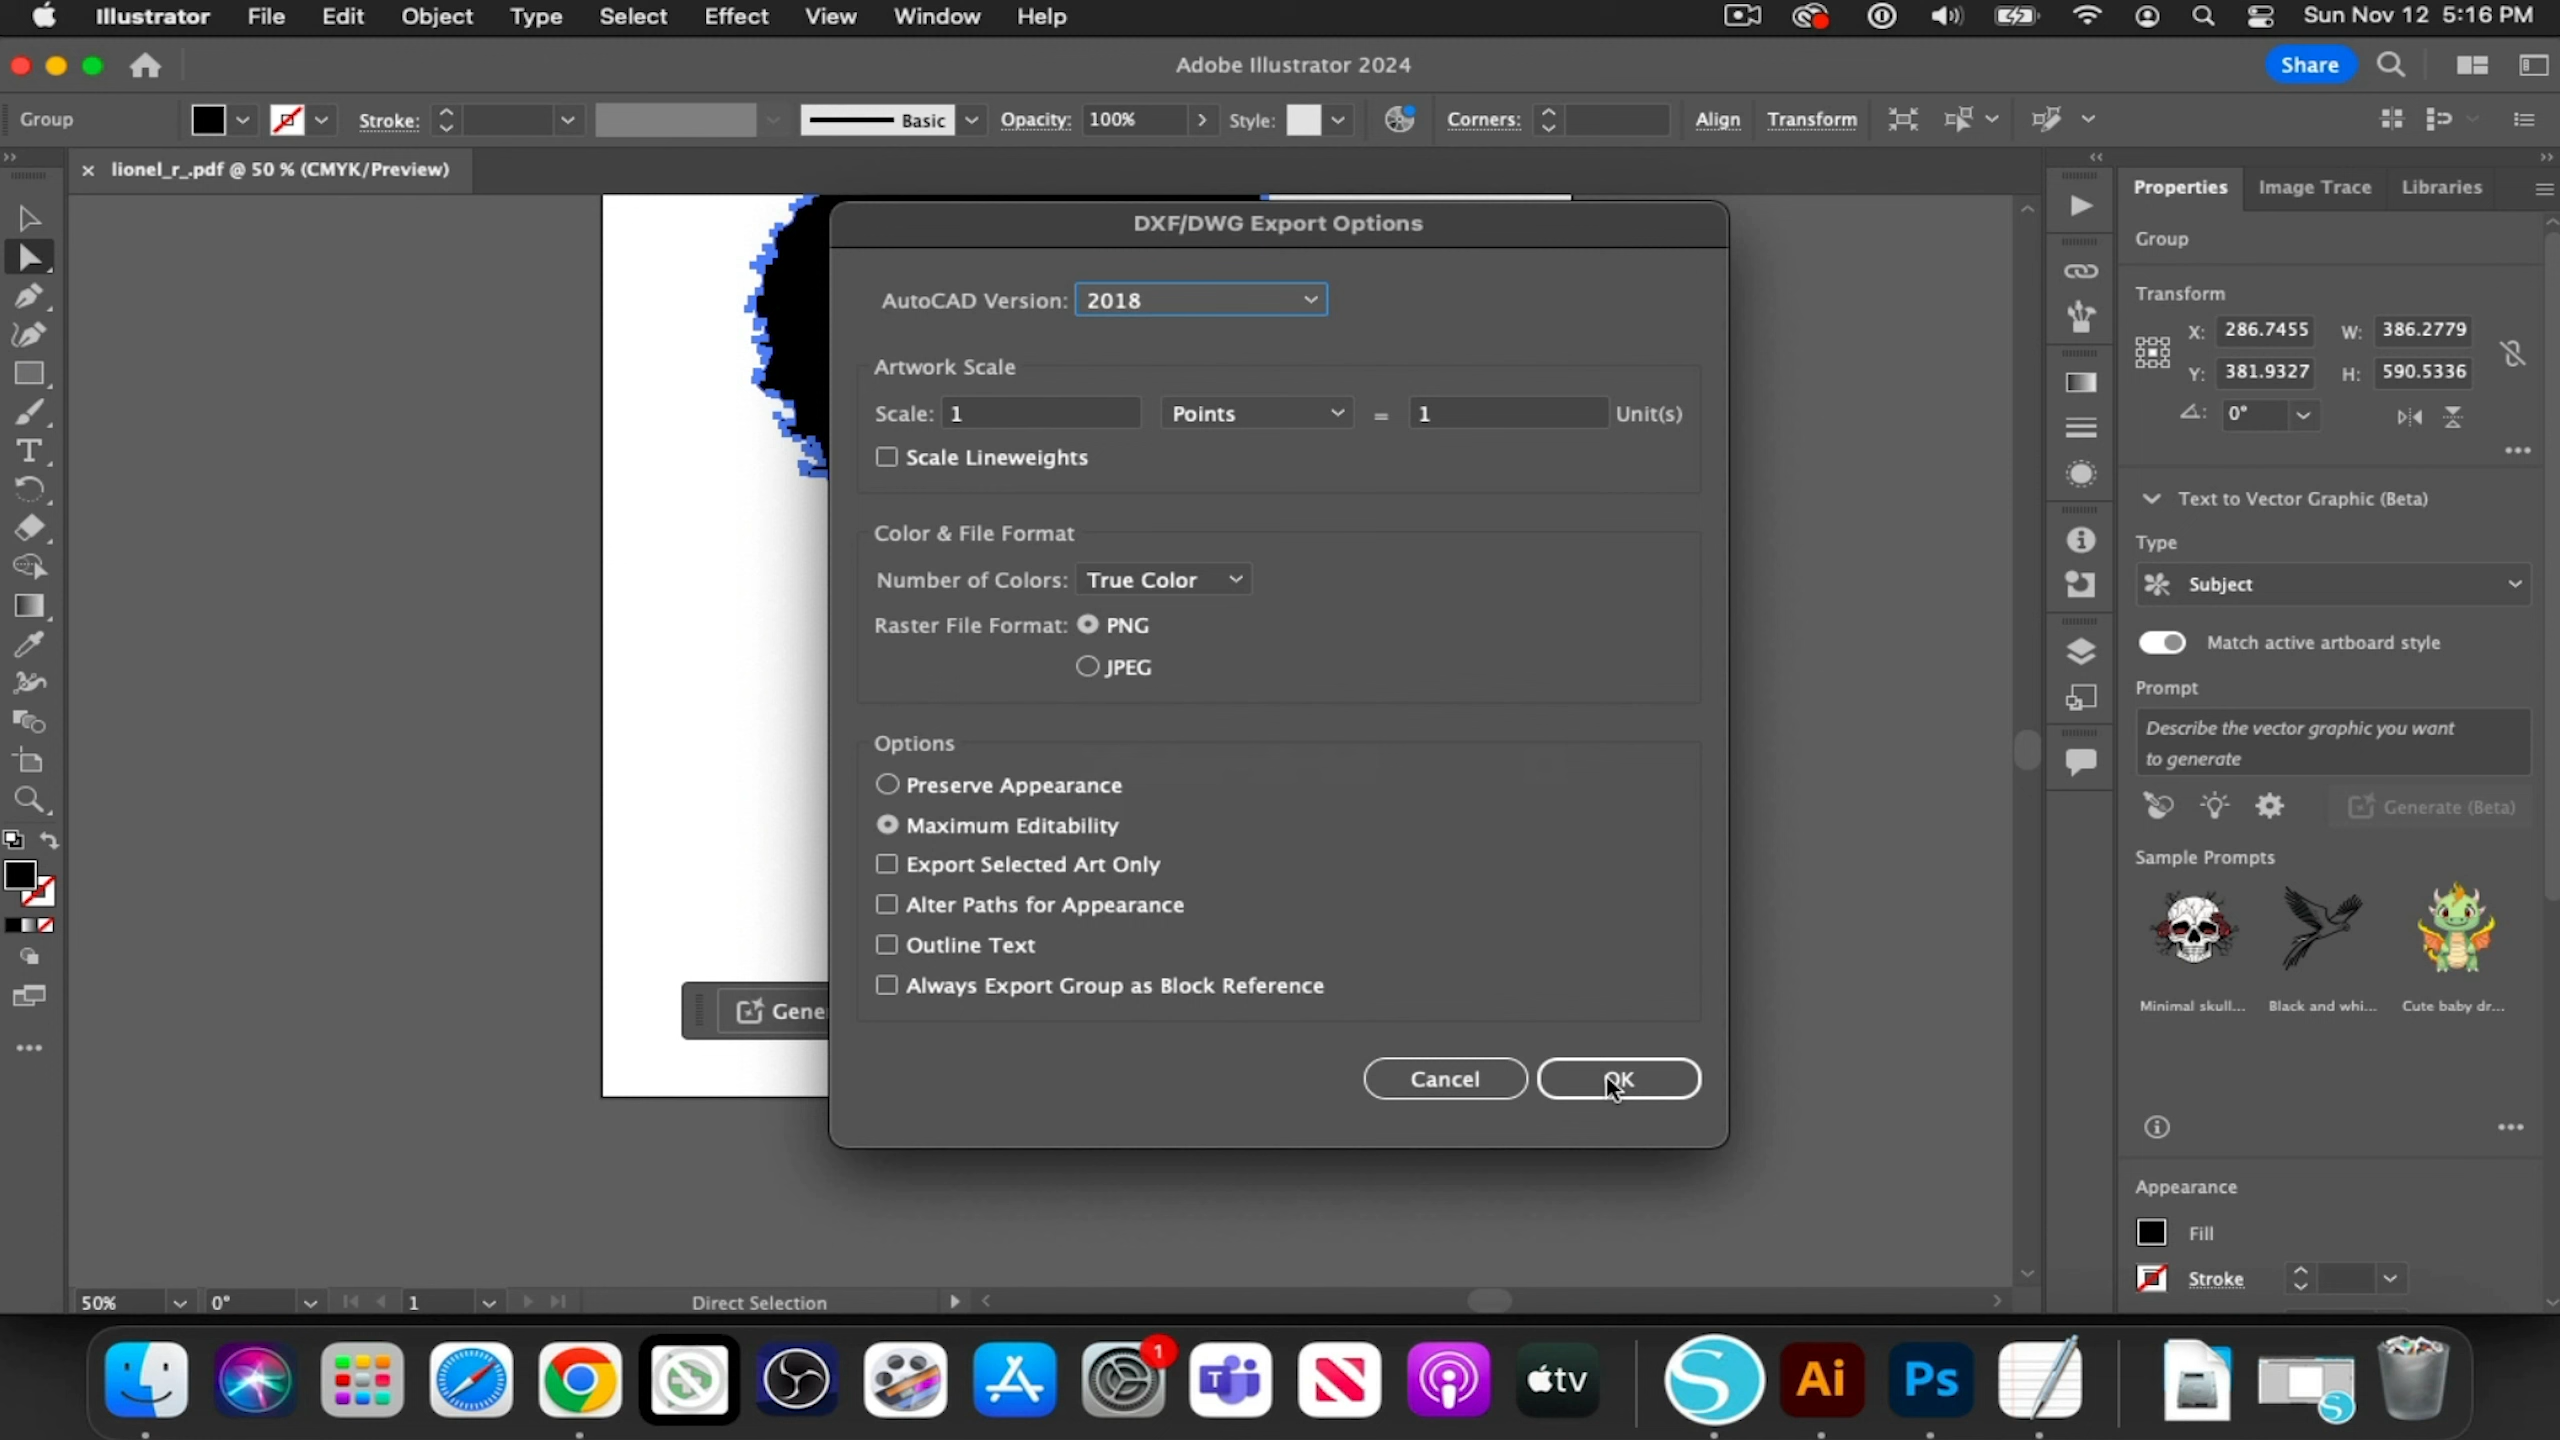 Illustrator File Edit Object Type Select Effect View Window Help Sun Nov 12 5:16 PM
Adobe Illustrator 2024 Share
Group Stroke: Basic Opacity: 100% Style: Corners: Align Transform
× lionel_r_.pdf @ 50 % (CMYK/Preview)
Properties Image Trace Libraries
DXF/DWG Export Options
AutoCAD Version: 2018
Artwork Scale
Scale: 1 Points = 1 Unit(s)
Scale Lineweights
Color & File Format
Number of Colors: True Color
Raster File Format: PNG
JPEG
Options
Preserve Appearance
Maximum Editability
Export Selected Art Only
Alter Paths for Appearance
Outline Text
Always Export Group as Block Reference
Cancel OK
Gene
Group
Transform
X: 286.7455 W: 386.2779
Y: 381.9327 H: 590.5336
0°
Text to Vector Graphic (Beta)
Type
Subject
Match active artboard style
Prompt
Describe the vector graphic you want
to generate
Generate (Beta)
Sample Prompts
Minimal skull... Black and whi... Cute baby dr...
Appearance
Fill
Stroke
50% 0° 1 Direct Selection
1
T
N
tv
S
Ai
Ps
S